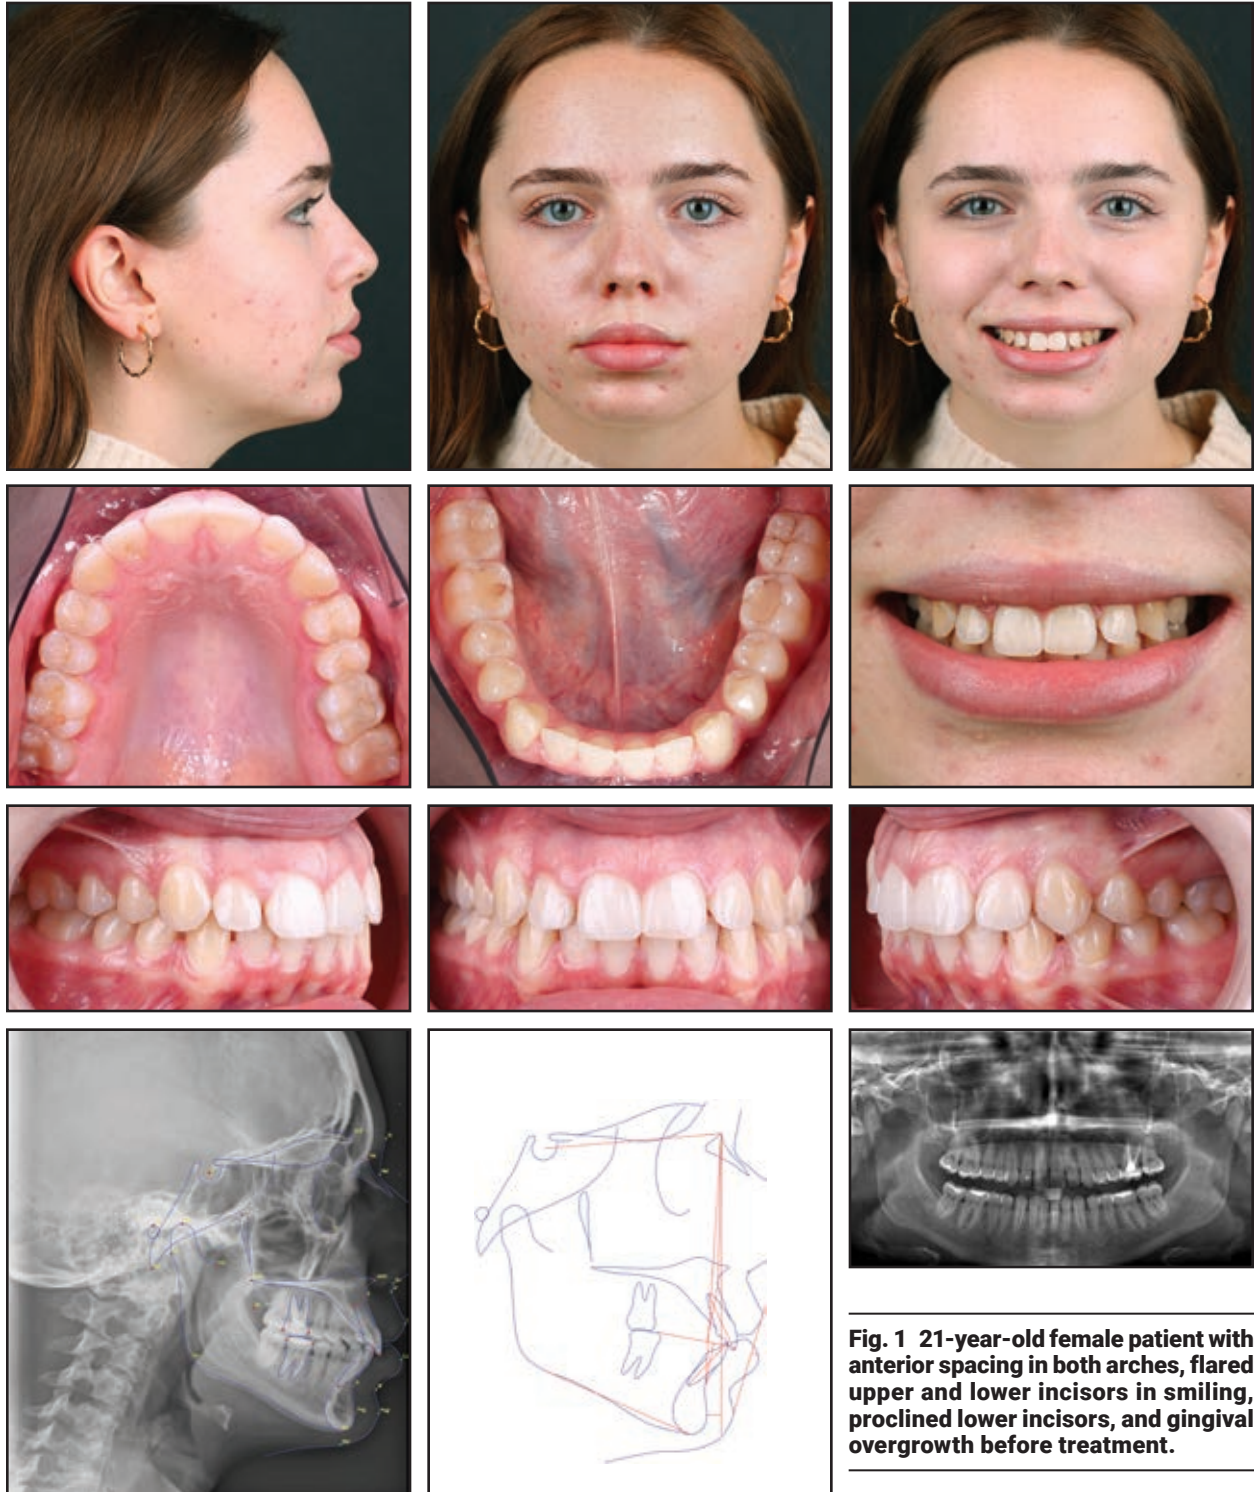 Fig. 1 21-year-old female patient with
anterior spacing in both arches, flared
upper and lower incisors in smiling,
proclined lower incisors, and gingival
overgrowth before treatment.